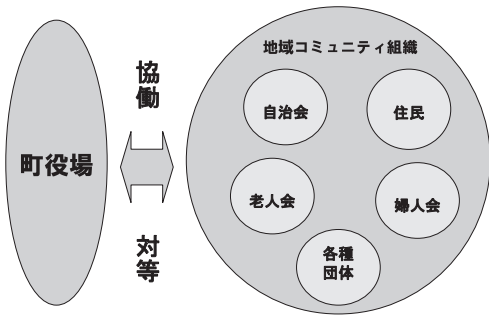 町役場
協働
対等
地域コミュニティ組織
自治会
住民
老人会
婦人会
各種
団体